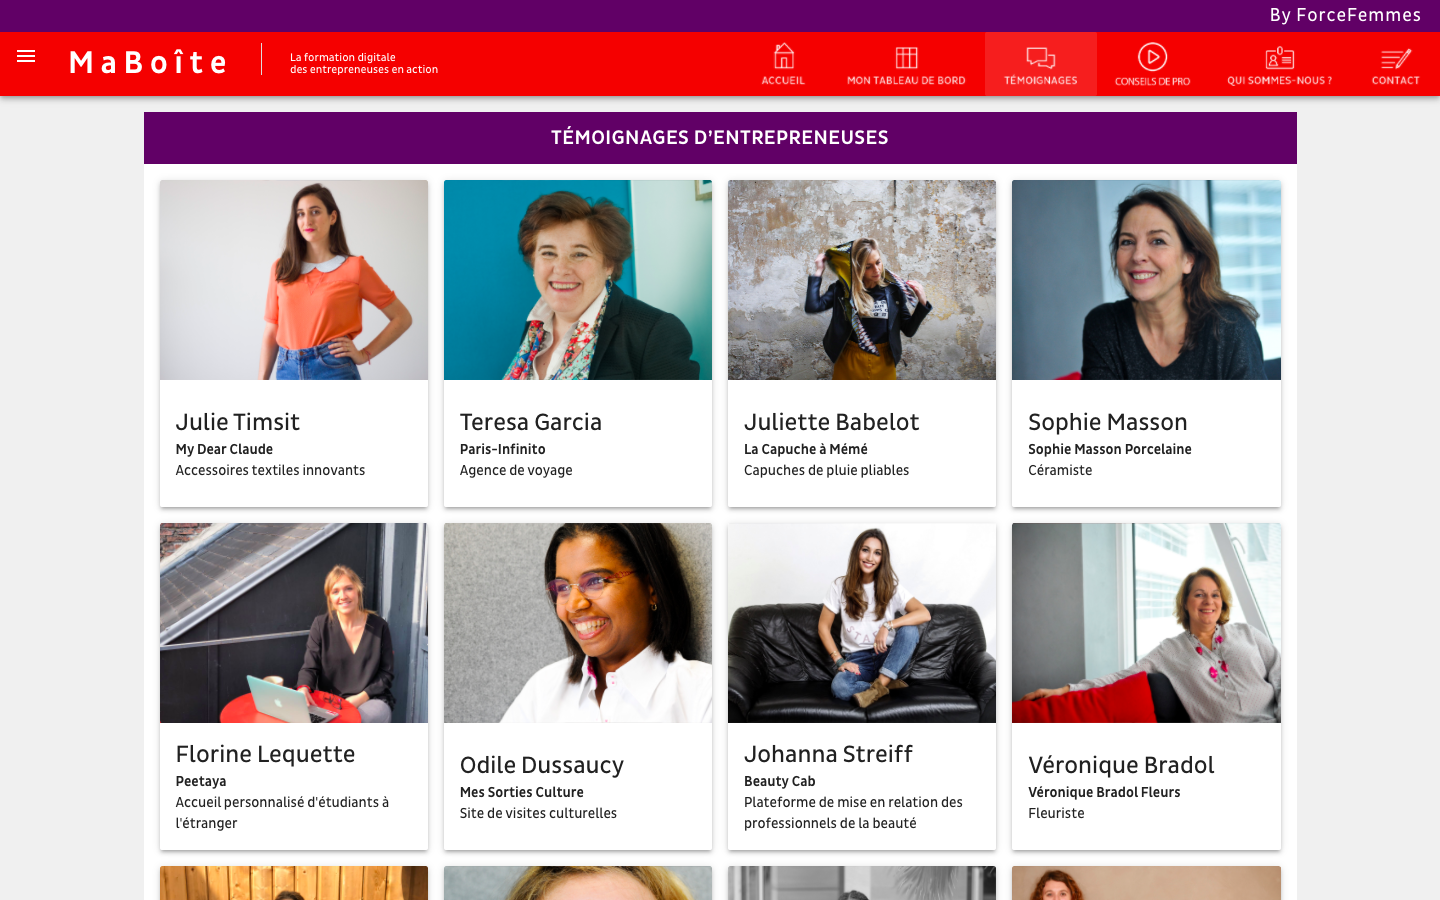 By ForceFemmes
MaBoîte
La formation digitale
des entrepreneuses en action
ACCUEIL
MON TABLEAU DE BORD
TÉMOIGNAGES
CONSEILS DE PRO
QUI SOMMES-NOUS ?
CONTACT
TÉMOIGNAGES D’ENTREPRENEUSES
Julie Timsit
My Dear Claude
Accessoires textiles innovants
Teresa Garcia
Paris-Infinito
Agence de voyage
Juliette Babelot
La Capuche à Mémé
Capuches de pluie pliables
Sophie Masson
Sophie Masson Porcelaine
Céramiste
Florine Lequette
Peetaya
Accueil personnalisé d'étudiants à
l'étranger
Odile Dussaucy
Mes Sorties Culture
Site de visites culturelles
Johanna Streiff
Beauty Cab
Plateforme de mise en relation des
professionnels de la beauté
Véronique Bradol
Véronique Bradol Fleurs
Fleuriste